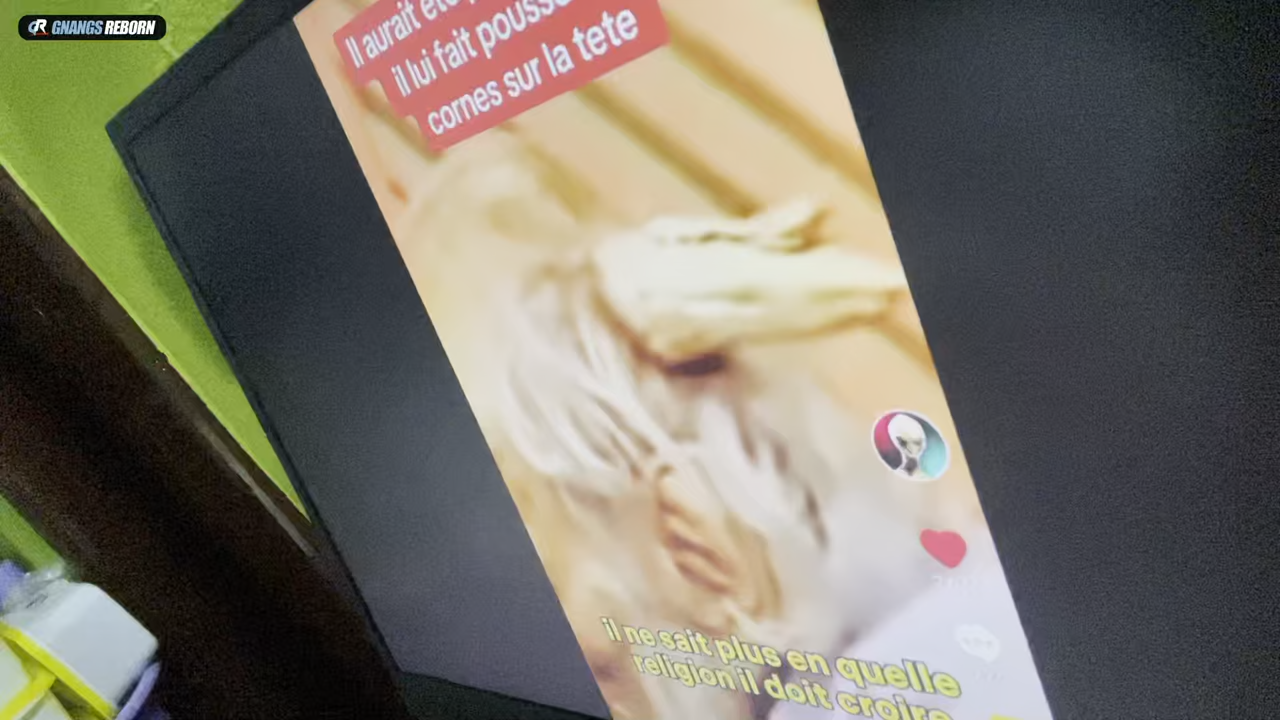 GNANGS REBORN
Il aurait été
il lui fait pousse
cornes sur la tete
il ne sait plus en quelle
religion il doit croire